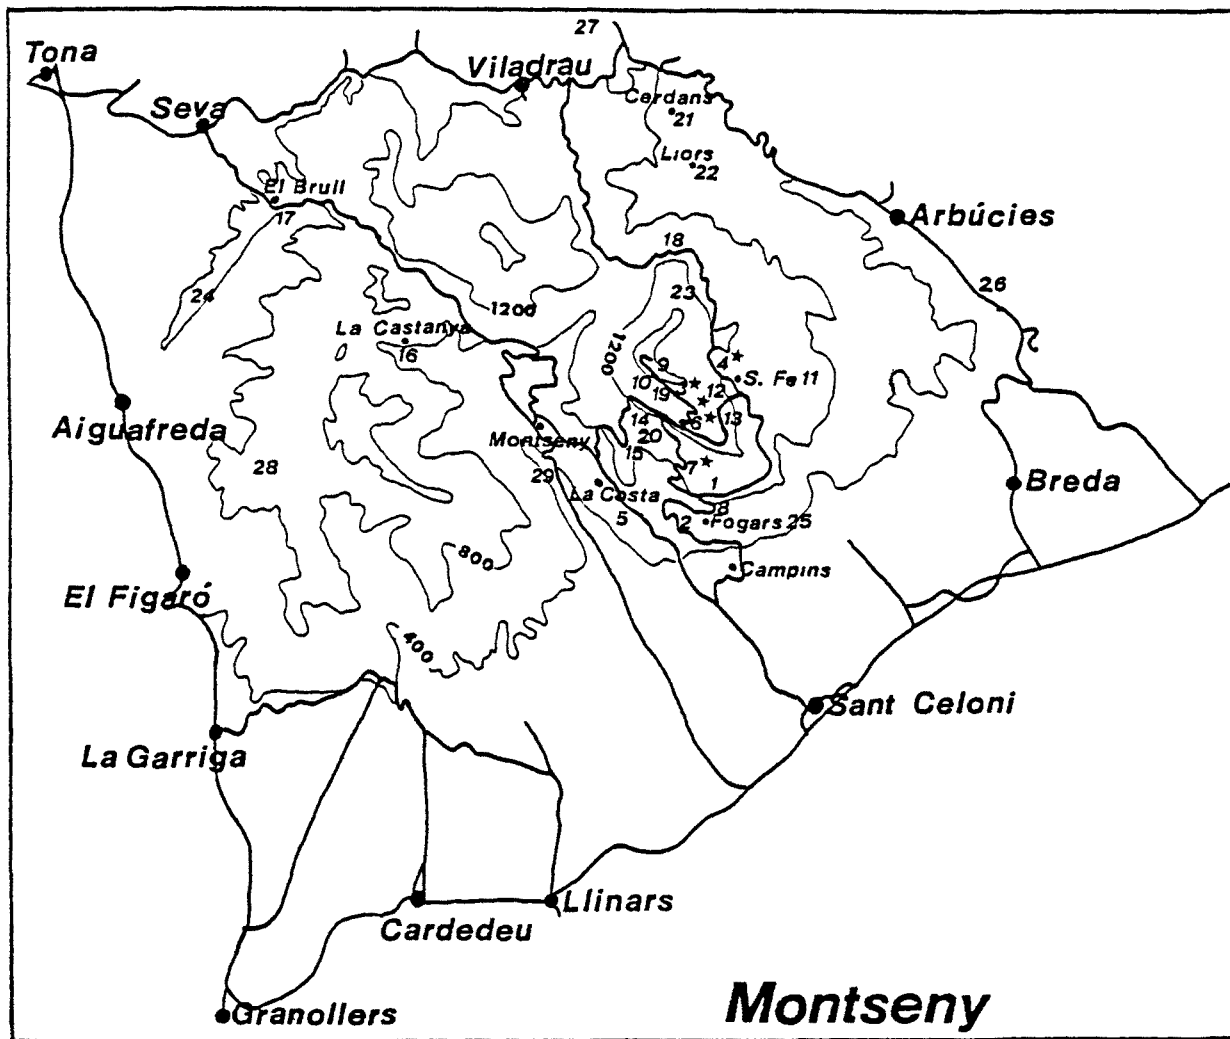 27
Tona
Viladrau
Cerdans
21
Seva
Liors
22
El Brull
17
Arbúcies
18
24
23
26
1200
La Castanya
16
1200
9
4
S. Fe 11
10
19
3
12
14
6
13
Aiguafreda
Montseny
20
15
28
29
7
1
La Costa
Breda
8
5
2
Fogars 25
800
Campins
El Figaró
400
Sant Celoni
La Garriga
Llinars
Cardedeu
Montseny
Granollers